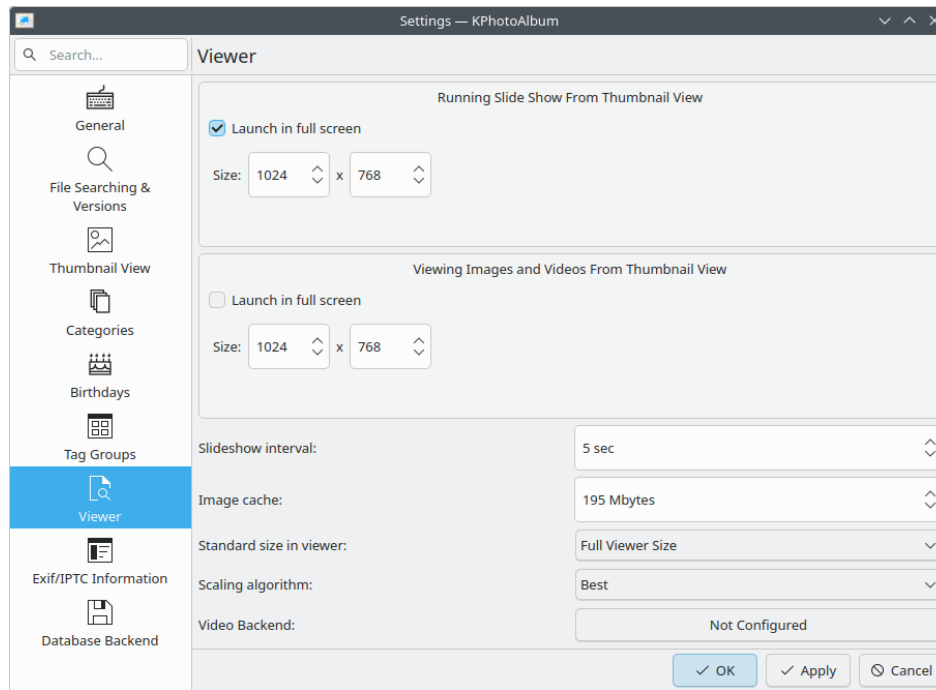 Settings — KPhotoAlbum
Search...
Viewer
General
File Searching &
Versions
Thumbnail View
Categories
Birthdays
Tag Groups
Viewer
Exif/IPTC Information
Database Backend
Running Slide Show From Thumbnail View
Launch in full screen
Size: 1024 x 768
Viewing Images and Videos From Thumbnail View
Launch in full screen
Size: 1024 x 768
Slideshow interval: 5 sec
Image cache: 195 Mbytes
Standard size in viewer: Full Viewer Size
Scaling algorithm: Best
Video Backend: Not Configured
OK Apply Cancel